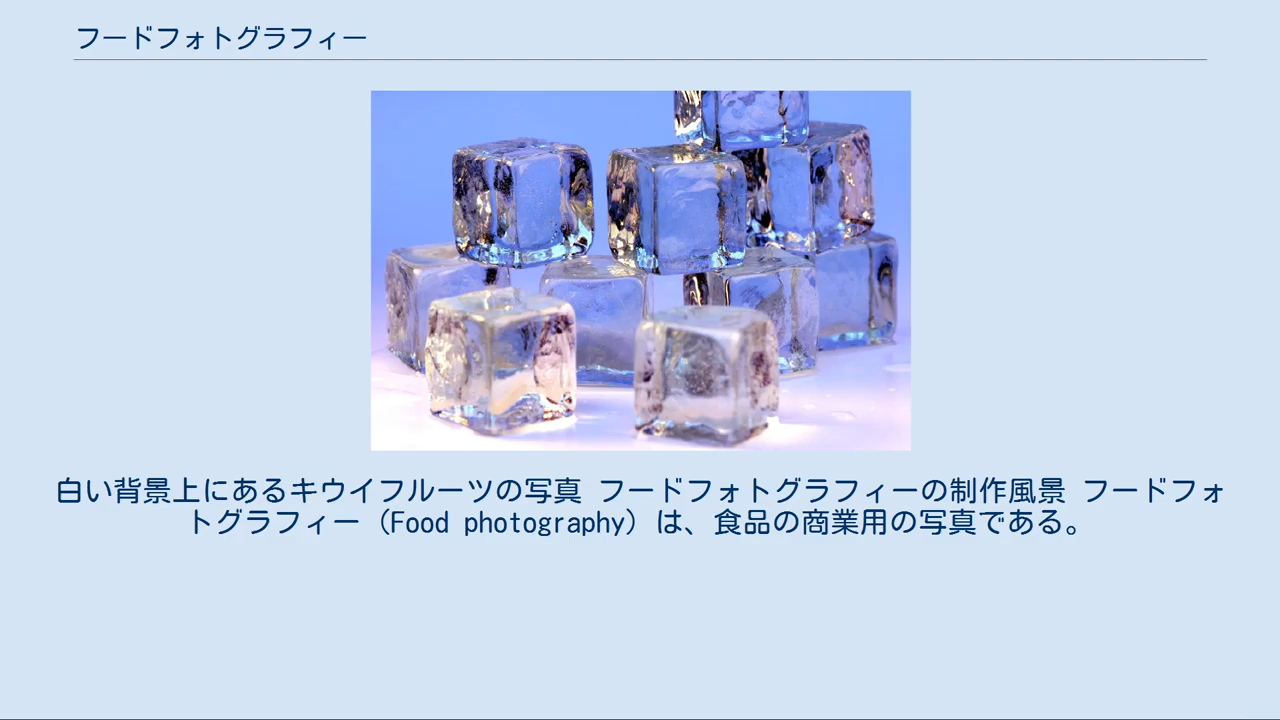 フードフォトグラフィー
白い背景上にあるキウイフルーツの写真 フードフォトグラフィーの制作風景 フードフォ
トグラフィー（Food photography）は、食品の商業用の写真である。